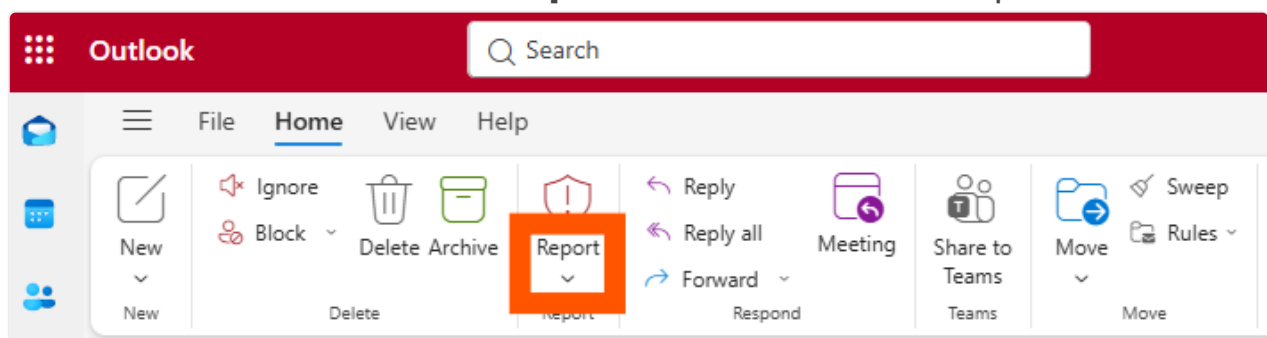 Outlook
Search
File Home View Help
New
New
Ignore
Block
Delete
Archive
Delete
Report
Report
Reply
Reply all
Forward
Meeting
Respond
Share to
Teams
Teams
Move
Sweep
Rules
Move